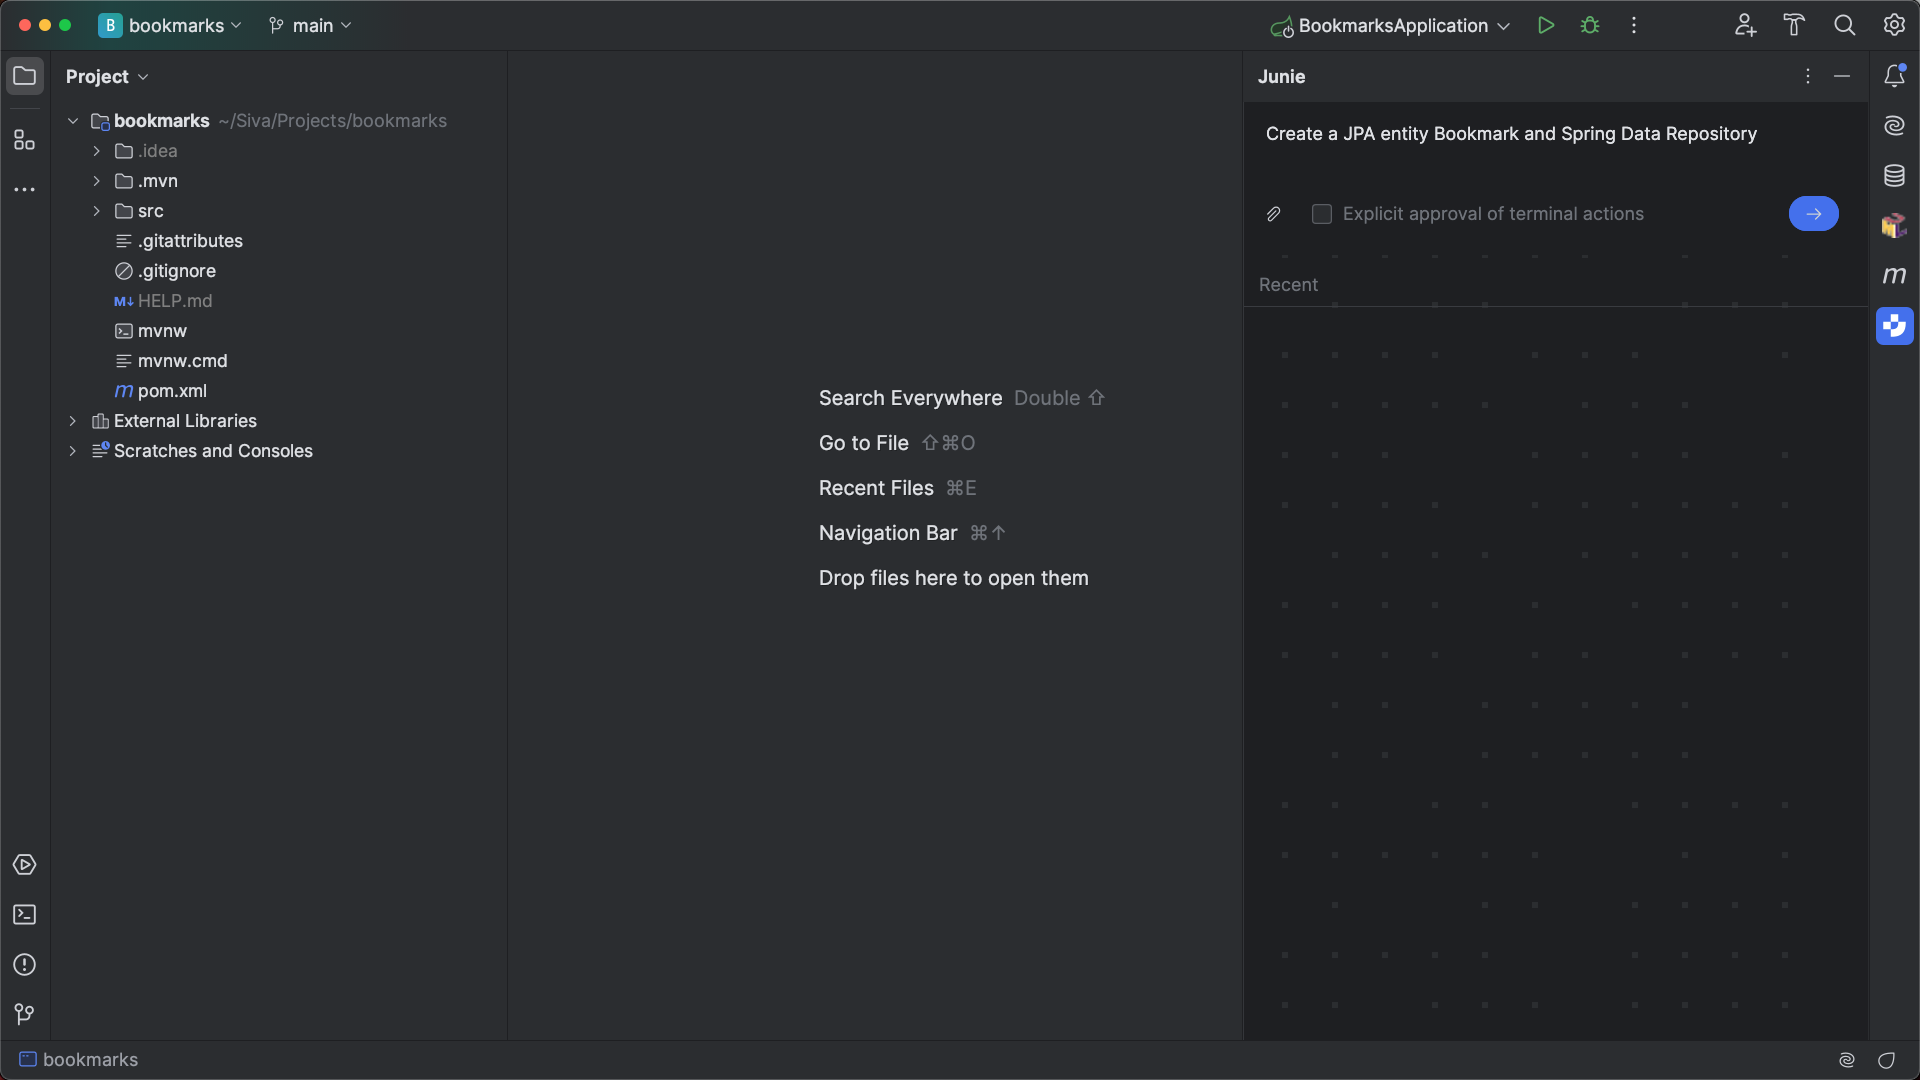 B bookmarks
main
BookmarksApplication
Project
bookmarks ~/Siva/Projects/bookmarks
.idea
.mvn
src
.gitattributes
.gitignore
M↓ HELP.md
mvnw
mvnw.cmd
m pom.xml
External Libraries
Scratches and Consoles
Search Everywhere Double ⇧
Go to File ⇧⌘O
Recent Files ⌘E
Navigation Bar ⌘↑
Drop files here to open them
Junie
Create a JPA entity Bookmark and Spring Data Repository
Explicit approval of terminal actions
Recent
m
bookmarks